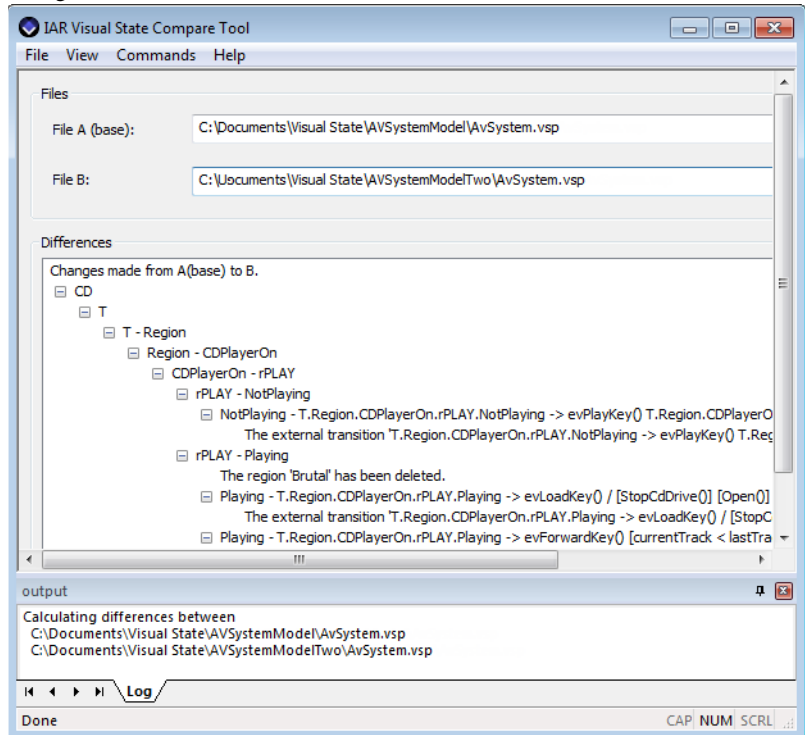 IAR Visual State Compare Tool
File View Commands Help
Files
File A (base): C:\Documents\Visual State\AVSystemModel\AvSystem.vsp
File B: C:\Documents\Visual State\AVSystemModelTwo\AvSystem.vsp
Differences
Changes made from A(base) to B.
CD
T
T - Region
Region - CDPlayerOn
CDPlayerOn - rPLAY
rPLAY - NotPlaying
NotPlaying - T.Region.CDPlayerOn.rPLAY.NotPlaying -> evPlayKey() T.Region.CDPlayerO
The external transition 'T.Region.CDPlayerOn.rPLAY.NotPlaying -> evPlayKey() T.Reg
rPLAY - Playing
The region 'Brutal' has been deleted.
Playing - T.Region.CDPlayerOn.rPLAY.Playing -> evLoadKey() / [StopCdDrive()] [Open()]
The external transition 'T.Region.CDPlayerOn.rPLAY.Playing -> evLoadKey() / [StopC
Playing - T.Region.CDPlayerOn.rPLAY.Playing -> evForwardKey() [currentTrack < lastTra
output
Calculating differences between
C:\Documents\Visual State\AVSystemModel\AvSystem.vsp
C:\Documents\Visual State\AVSystemModelTwo\AvSystem.vsp
Log
Done CAP NUM SCRL